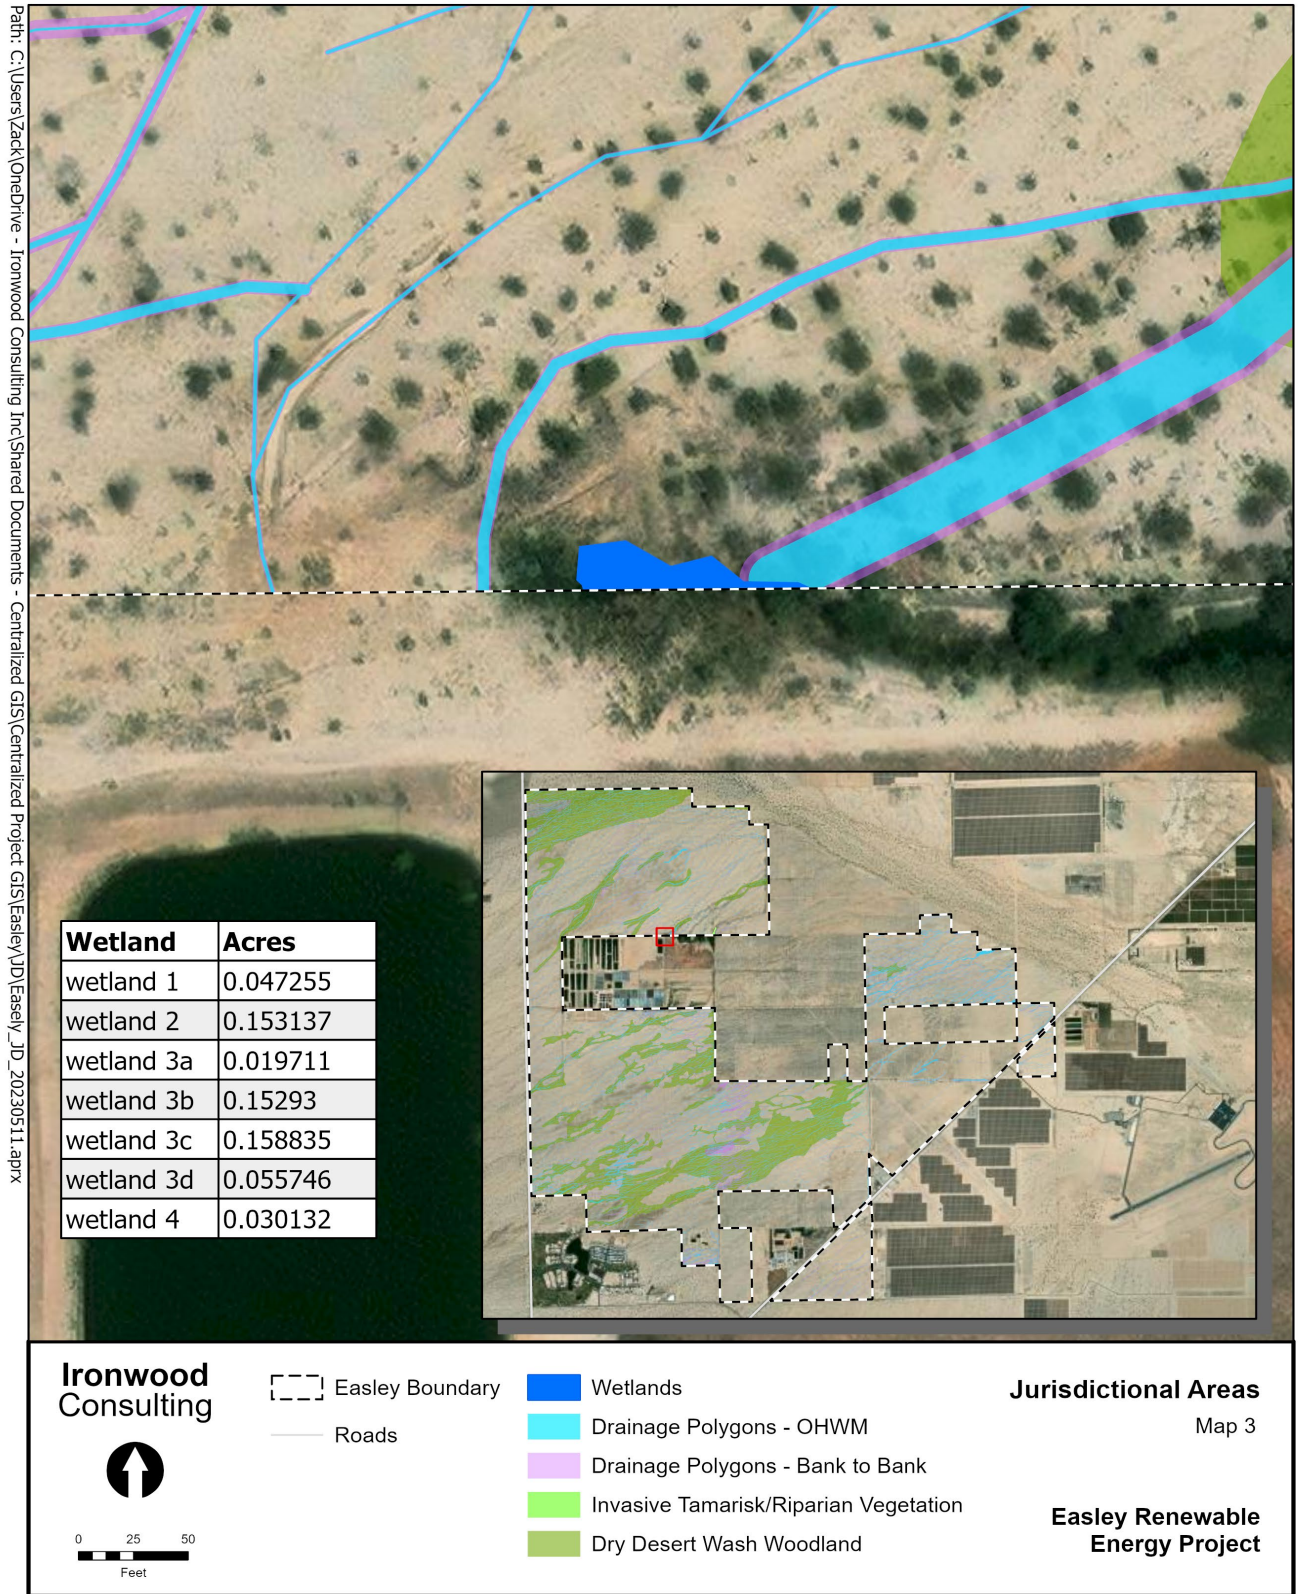 Path: C:\Users\Zack\OneDrive - Ironwood Consulting Inc\Shared Documents - Centralized GIS\Centralized Project GIS\Easley\JD\Easely_JD_20230511.aprx
Wetland Acres
wetland 1 0.047255
wetland 2 0.153137
wetland 3a 0.019711
wetland 3b 0.15293
wetland 3c 0.158835
wetland 3d 0.055746
wetland 4 0.030132
Ironwood
Consulting
0 25 50
Feet
Easley Boundary
Roads
Wetlands
Drainage Polygons - OHWM
Drainage Polygons - Bank to Bank
Invasive Tamarisk/Riparian Vegetation
Dry Desert Wash Woodland
Jurisdictional Areas
Map 3
Easley Renewable
Energy Project